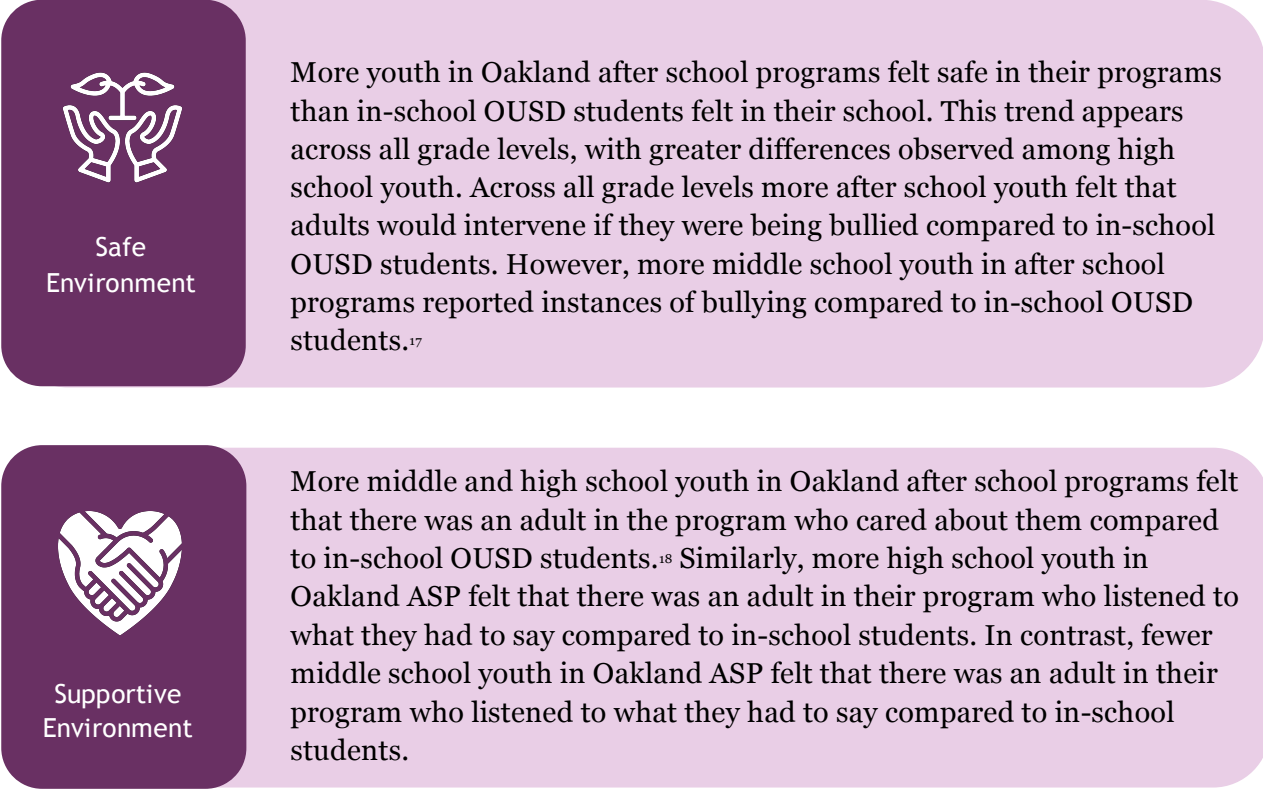 Safe
Environment
More youth in Oakland after school programs felt safe in their programs
than in-school OUSD students felt in their school. This trend appears
across all grade levels, with greater differences observed among high
school youth. Across all grade levels more after school youth felt that
adults would intervene if they were being bullied compared to in-school
OUSD students. However, more middle school youth in after school
programs reported instances of bullying compared to in-school OUSD
students.17
Supportive
Environment
More middle and high school youth in Oakland after school programs felt
that there was an adult in the program who cared about them compared
to in-school OUSD students.18 Similarly, more high school youth in
Oakland ASP felt that there was an adult in their program who listened to
what they had to say compared to in-school students. In contrast, fewer
middle school youth in Oakland ASP felt that there was an adult in their
program who listened to what they had to say compared to in-school
students.